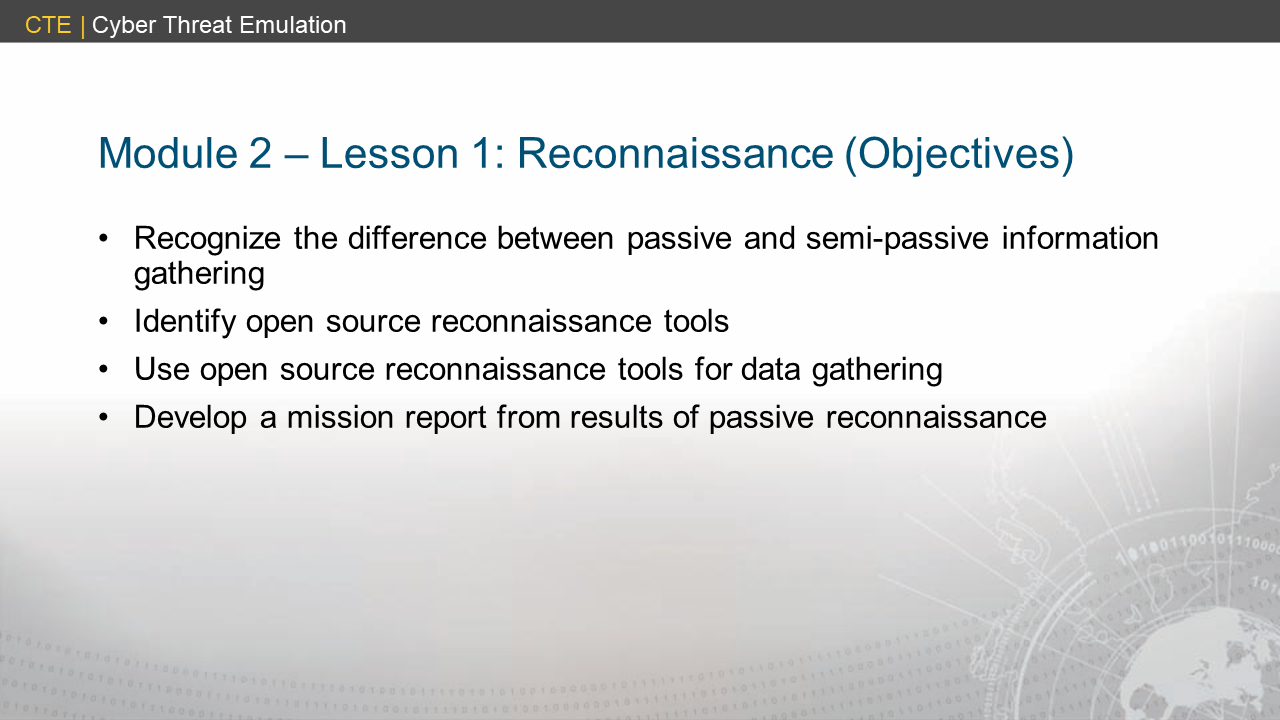 CTE | Cyber Threat Emulation
Module 2 – Lesson 1: Reconnaissance (Objectives)
• Recognize the difference between passive and semi-passive information
gathering
• Identify open source reconnaissance tools
• Use open source reconnaissance tools for data gathering
• Develop a mission report from results of passive reconnaissance